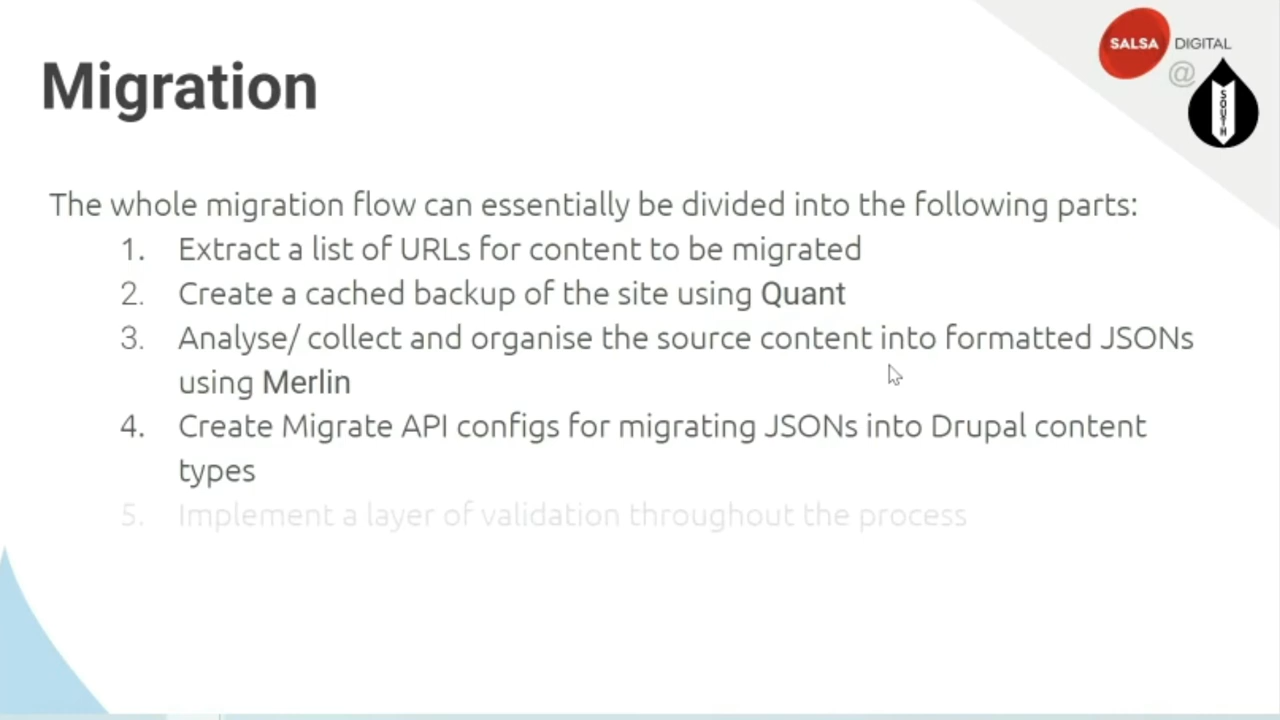 SALSA DIGITAL
@
SOUTH
Migration
The whole migration flow can essentially be divided into the following parts:
1. Extract a list of URLs for content to be migrated
2. Create a cached backup of the site using Quant
3. Analyse/ collect and organise the source content into formatted JSONs
using Merlin
4. Create Migrate API configs for migrating JSONs into Drupal content
types
5. Implement a layer of validation throughout the process